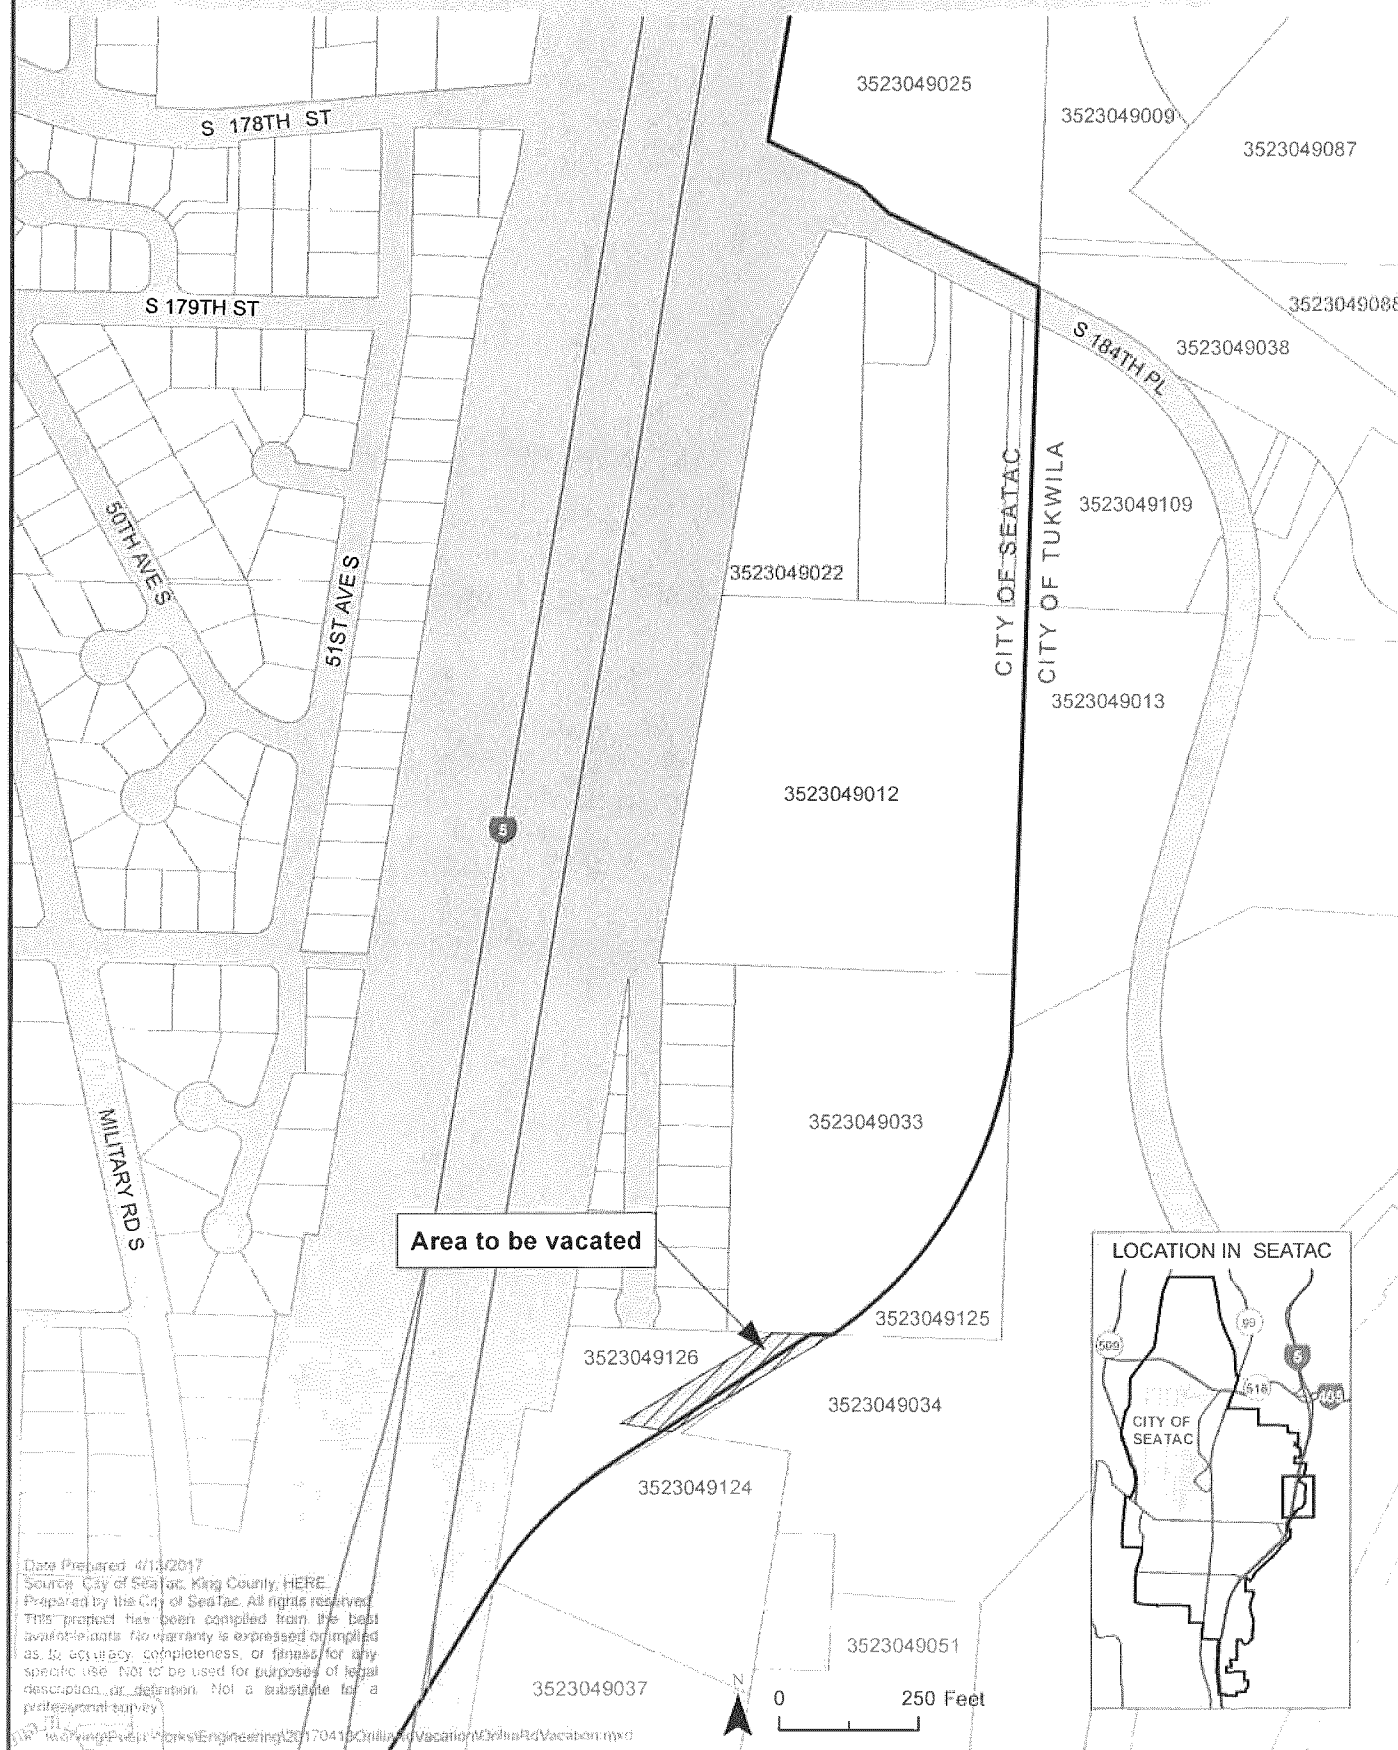 3523049025
3523049009
S 178TH ST
3523049087
S 179TH ST
3523049038
S 184TH PL
50TH AVE S
51ST AVE S
CITY OF SEATAC
CITY OF TUKWILA
3523049109
3523049022
3523049013
3523049012
5
MILITARY RD S
3523049033
Area to be vacated
3523049125
3523049126
3523049034
3523049124
3523049051
3523049037
LOCATION IN SEATAC
509
99
5
518
CITY OF
SEATAC
Date Prepared: 4/13/2017
Source: City of SeaTac, King County, HERE
Prepared by the City of SeaTac. All rights reserved.
This product has been compiled from the best
available data. No warranty is expressed or implied
as to accuracy, completeness, or fitness for any
specific use. Not to be used for purposes of legal
description or definition. Not a substitute for a
professional survey
N
0 250 Feet